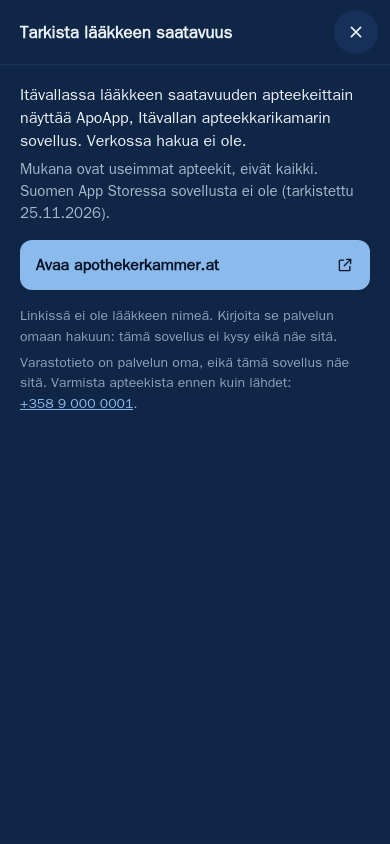 Tarkista lääkkeen saatavuus
Itävallassa lääkkeen saatavuuden apteekeittain
näyttää ApoApp, Itävallan apteekkarikamarin
sovellus. Verkossa hakua ei ole.
Mukana ovat useimmat apteekit, eivät kaikki.
Suomen App Storessa sovellusta ei ole (tarkistettu
25.11.2026).
Avaa apothekerkammer.at
Linkissä ei ole lääkkeen nimeä. Kirjoita se palvelun
omaan hakuun: tämä sovellus ei kysy eikä näe sitä.
Varastotieto on palvelun oma, eikä tämä sovellus näe
sitä. Varmista apteekista ennen kuin lähdet:
+358 9 000 0001.